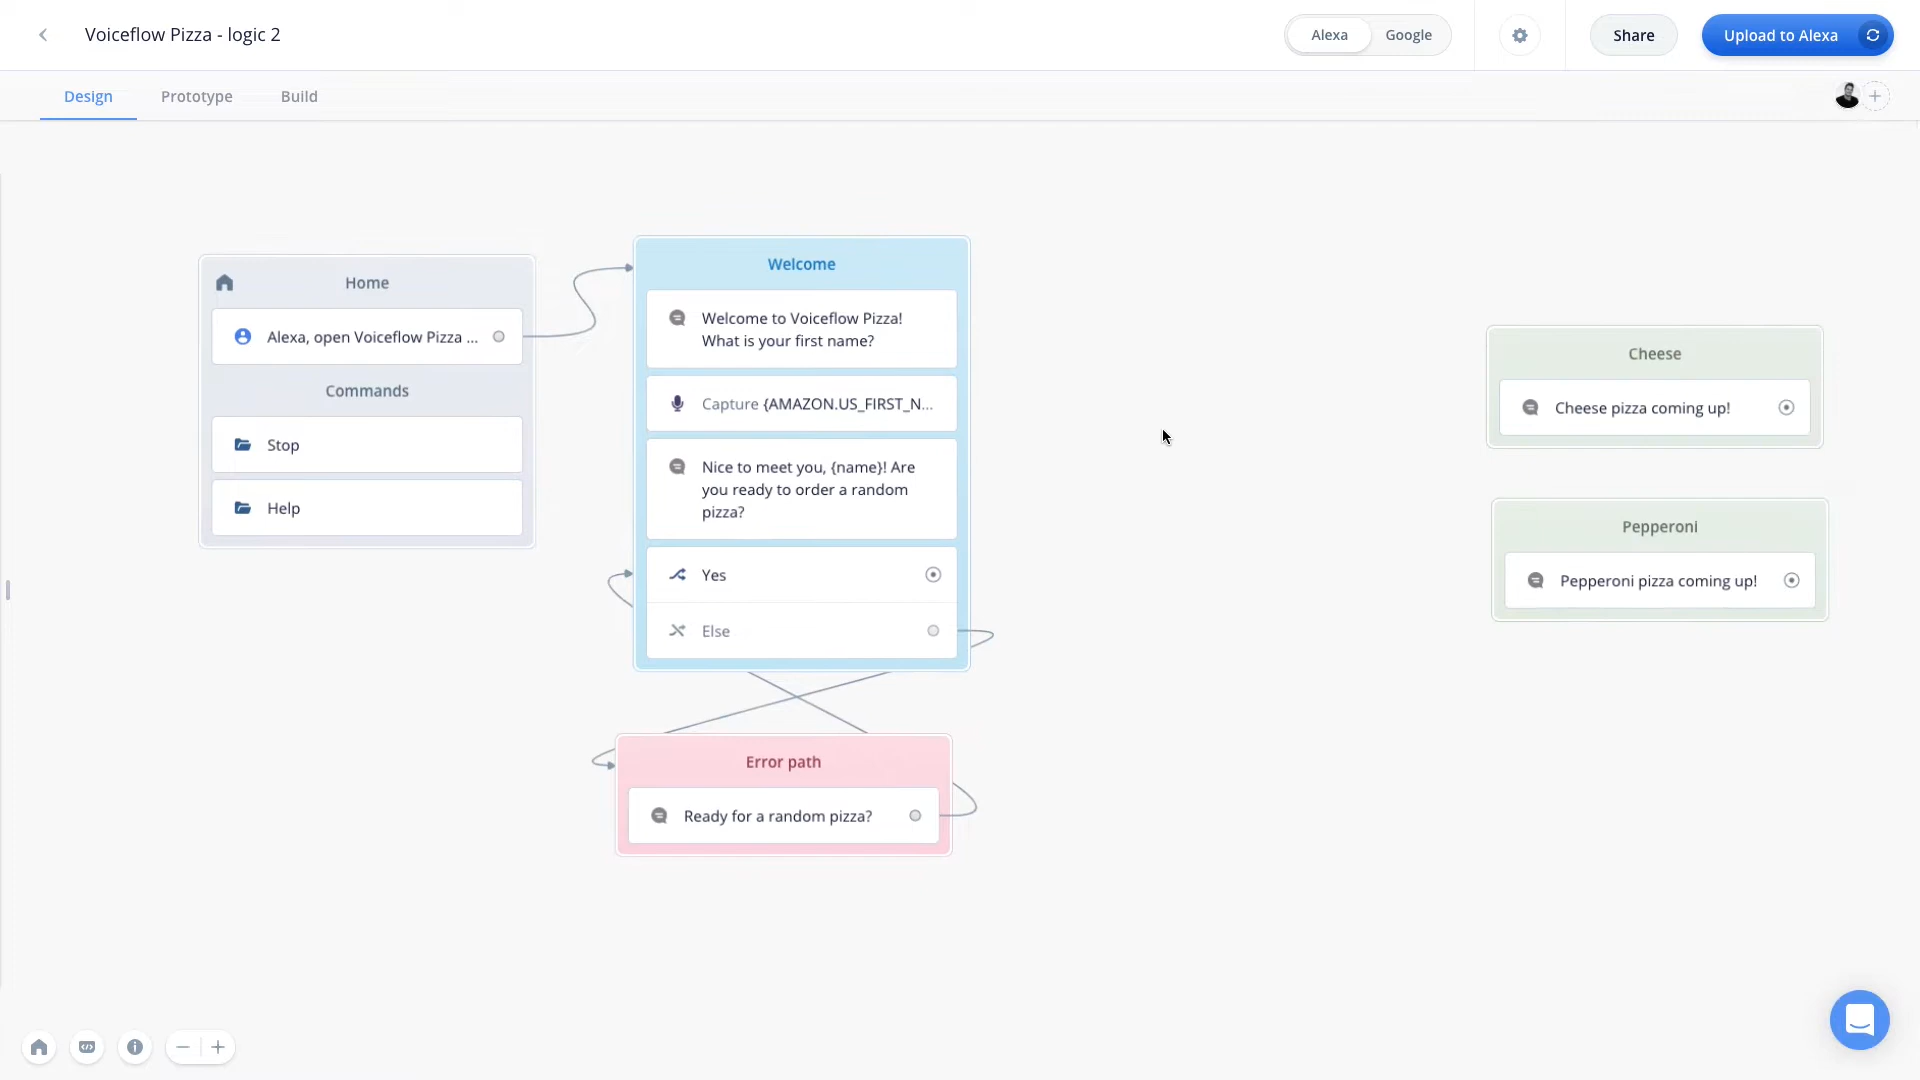 Voiceflow Pizza - logic 2
Alexa
Google
Share
Upload to Alexa
Design
Prototype
Build
Home
Alexa, open Voiceflow Pizza ...
Commands
Stop
Help
Welcome
Welcome to Voiceflow Pizza!
What is your first name?
Capture {AMAZON.US_FIRST_N...
Nice to meet you, {name}! Are
you ready to order a random
pizza?
Yes
Else
Error path
Ready for a random pizza?
Cheese
Cheese pizza coming up!
Pepperoni
Pepperoni pizza coming up!